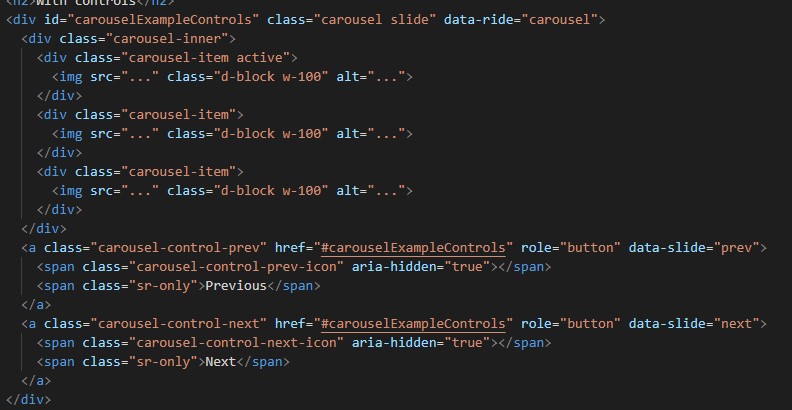 <h2>With controls</h2>
<div id="carouselExampleControls" class="carousel slide" data-ride="carousel">
<div class="carousel-inner">
<div class="carousel-item active">
<img src="..." class="d-block w-100" alt="...">
</div>
<div class="carousel-item">
<img src="..." class="d-block w-100" alt="...">
</div>
<div class="carousel-item">
<img src="..." class="d-block w-100" alt="...">
</div>
</div>
<a class="carousel-control-prev" href="#carouselExampleControls" role="button" data-slide="prev">
<span class="carousel-control-prev-icon" aria-hidden="true"></span>
<span class="sr-only">Previous</span>
</a>
<a class="carousel-control-next" href="#carouselExampleControls" role="button" data-slide="next">
<span class="carousel-control-next-icon" aria-hidden="true"></span>
<span class="sr-only">Next</span>
</a>
</div>